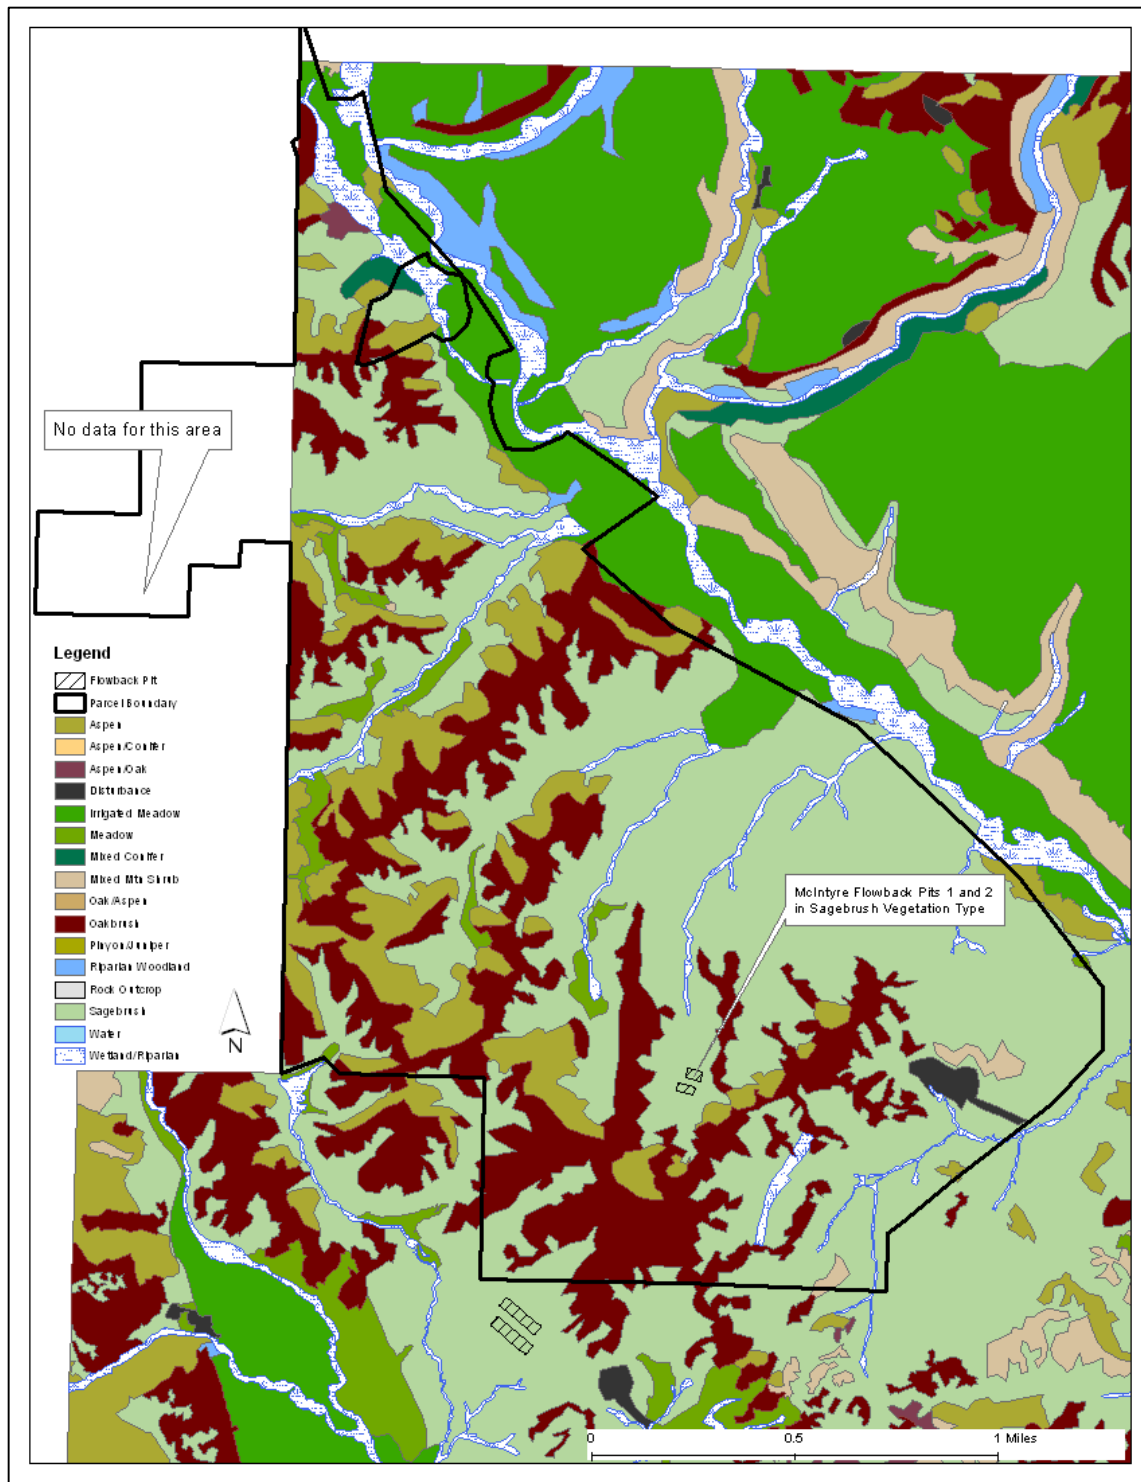 No data for this area
Legend
Flowback Pit
Parcel Boundary
Aspen
Aspen/Conifer
Aspen/Oak
Disturbance
Irrigated Meadow
Meadow
Mixed Conifer
Mixed Mtn Shrub
Oak/Aspen
Oakbrush
Pinyon/Juniper
Riparian Woodland
Rock Outcrop
Sagebrush
Water
Wetland/Riparian
N
McIntyre Flowback Pits 1 and 2
in Sagebrush Vegetation Type
0 0.5 1 Miles